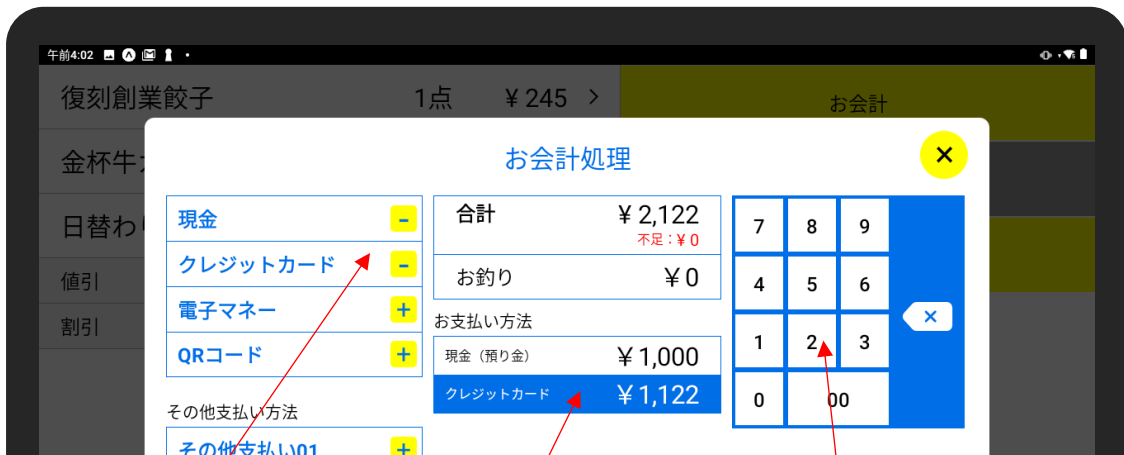 午前4:02
復刻創業餃子 1点 ¥245 >
お会計
金杯牛
お会計処理
×
日替わり
値引
割引
現金 -
クレジットカード -
電子マネー +
QRコード +
その他支払い方法
その他支払い01 +
合計 ¥2,122
不足:¥0
お釣り ¥0
お支払い方法
現金(預り金) ¥1,000
クレジットカード ¥1,122
7 8 9
4 5 6
1 2 3
0 00
×